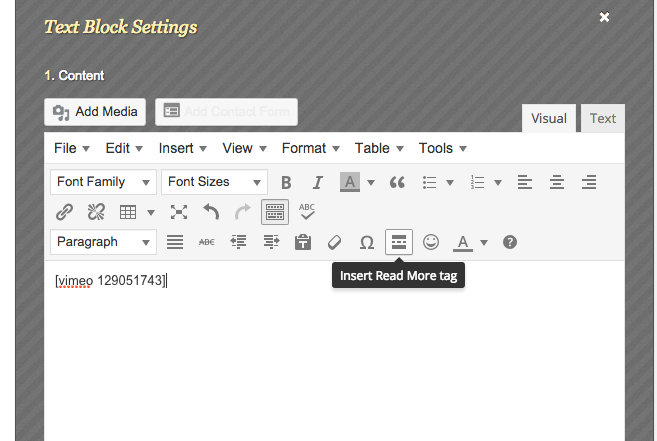 Text Block Settings
1. Content
Add Media Add Contact Form
Visual Text
File Edit Insert View Format Table Tools
Font Family Font Sizes B I A
ABC
Paragraph ABC Ω A ?
Insert Read More tag
[vimeo 129051743]